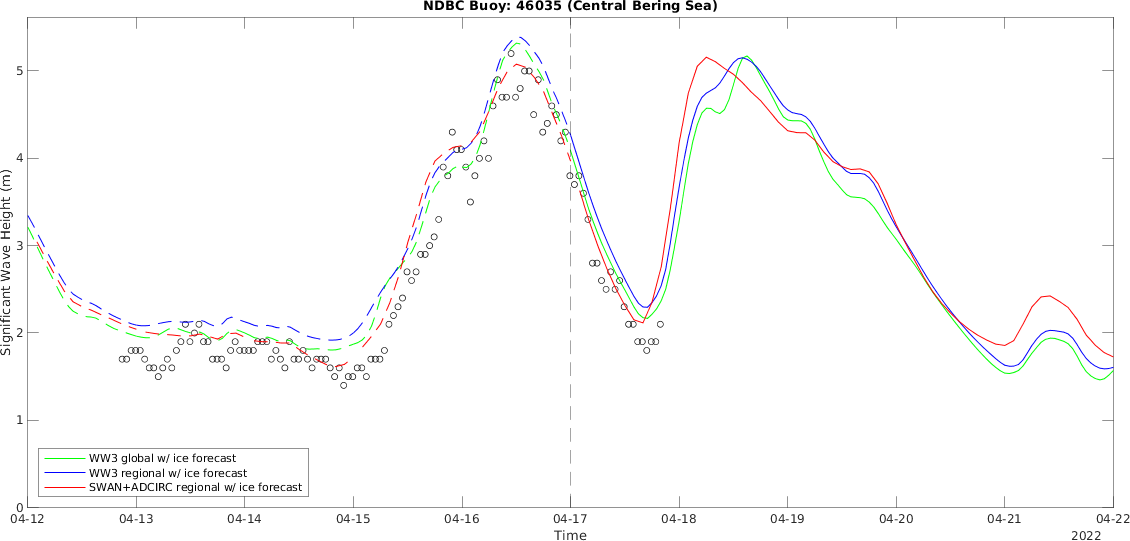 NDBC Buoy: 46035 (Central Bering Sea)
Significant Wave Height (m)
5
4
3
2
1
0
WW3 global w/ ice forecast
WW3 regional w/ ice forecast
SWAN+ADCIRC regional w/ ice forecast
04-12 04-13 04-14 04-15 04-16 04-17 04-18 04-19 04-20 04-21 04-22
Time
2022